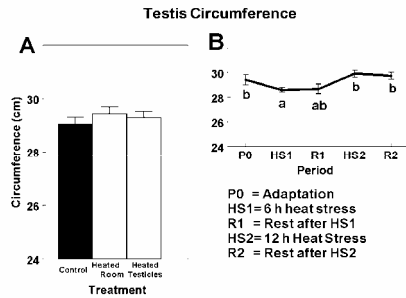 Testis Circumference
A
Circumference (cm)
30
29
28
24
Control
Heated Room
Heated Testicles
Treatment
B
32
30
28
26
24
b
a
ab
b
b
P0 HS1 R1 HS2 R2
Period
P0 = Adaptation
HS1= 6 h heat stress
R1 = Rest after HS1
HS2= 12 h Heat Stress
R2 = Rest after HS2